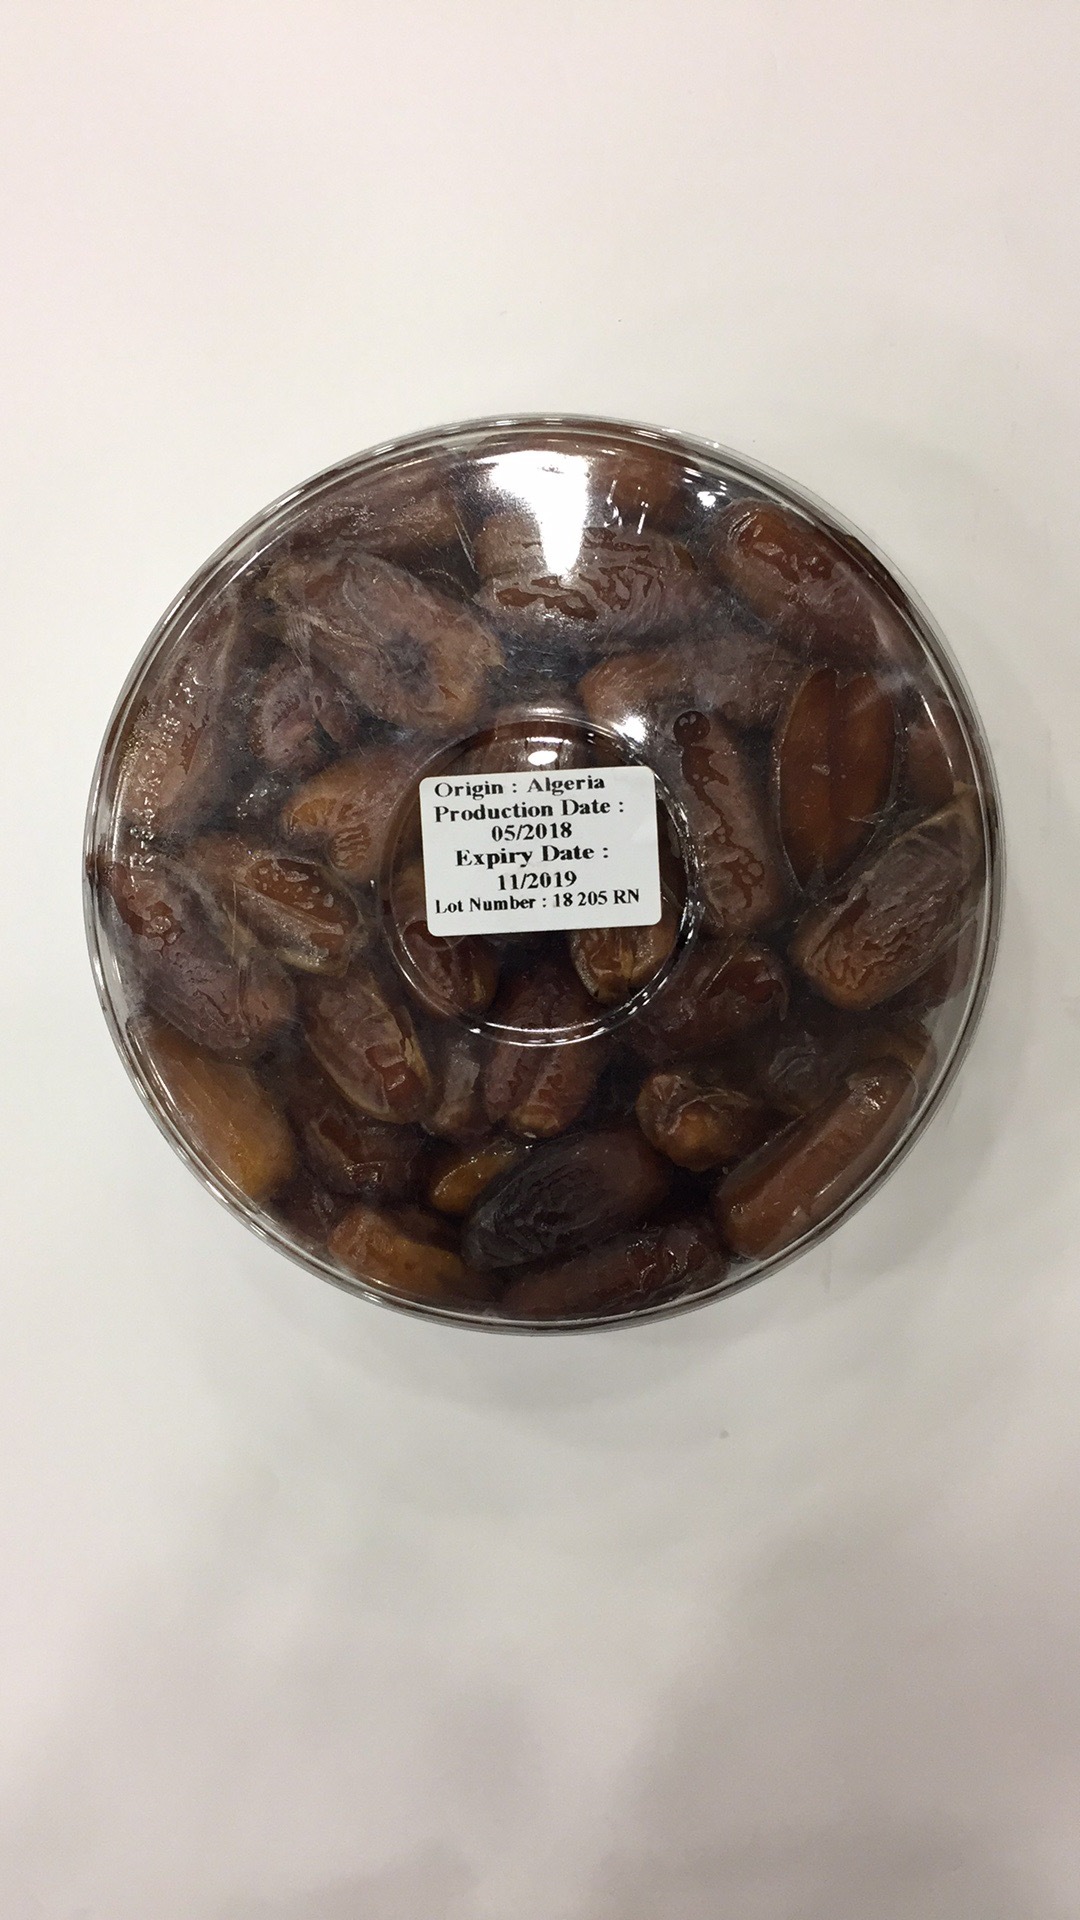 Origin : Algeria
Production Date :
05/2018
Expiry Date :
11/2019
Lot Number : 18 205 RN